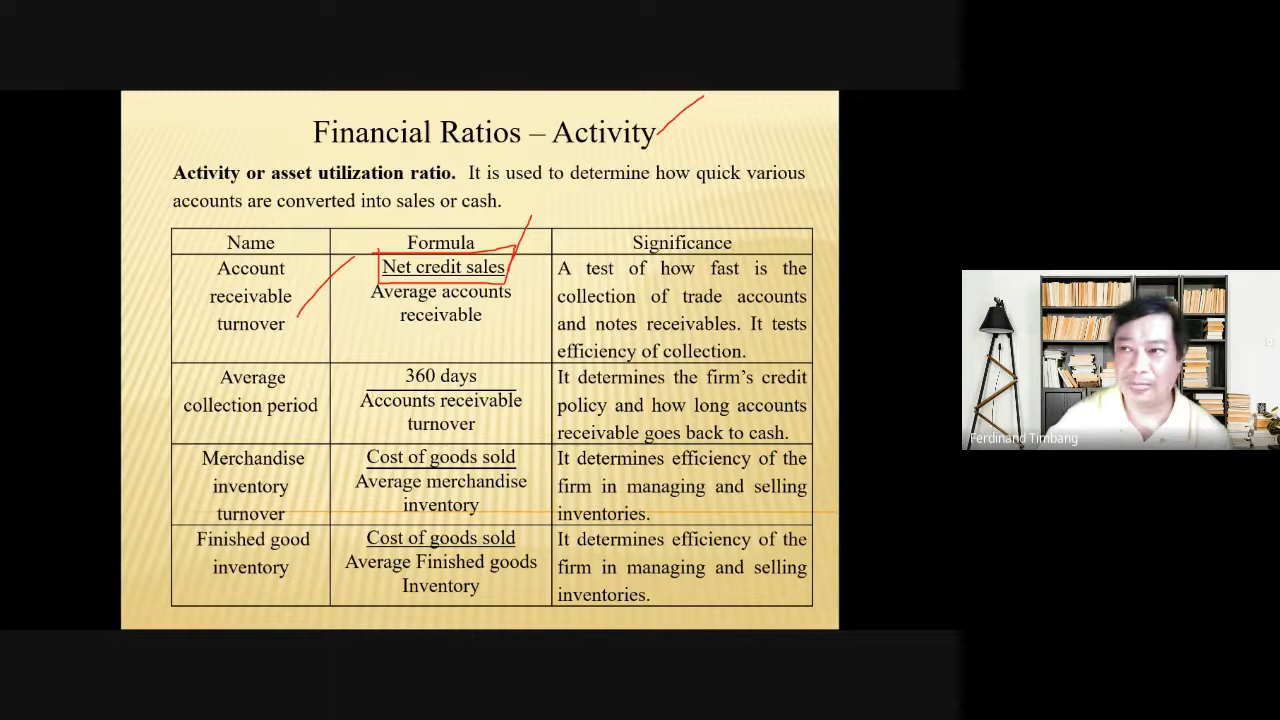 Financial Ratios – Activity
Activity or asset utilization ratio. It is used to determine how quick various
accounts are converted into sales or cash.
Name
Formula
Significance
Account
receivable
turnover
Net credit sales
Average accounts
receivable
A test of how fast is the
collection of trade accounts
and notes receivables. It tests
efficiency of collection.
Average
collection period
360 days
Accounts receivable
turnover
It determines the firm's credit
policy and how long accounts
receivable goes back to cash.
Merchandise
inventory
turnover
Cost of goods sold
Average merchandise
inventory
It determines efficiency of the
firm in managing and selling
inventories.
Finished good
inventory
Cost of goods sold
Average Finished goods
Inventory
It determines efficiency of the
firm in managing and selling
inventories.
Ferdinand Timbang